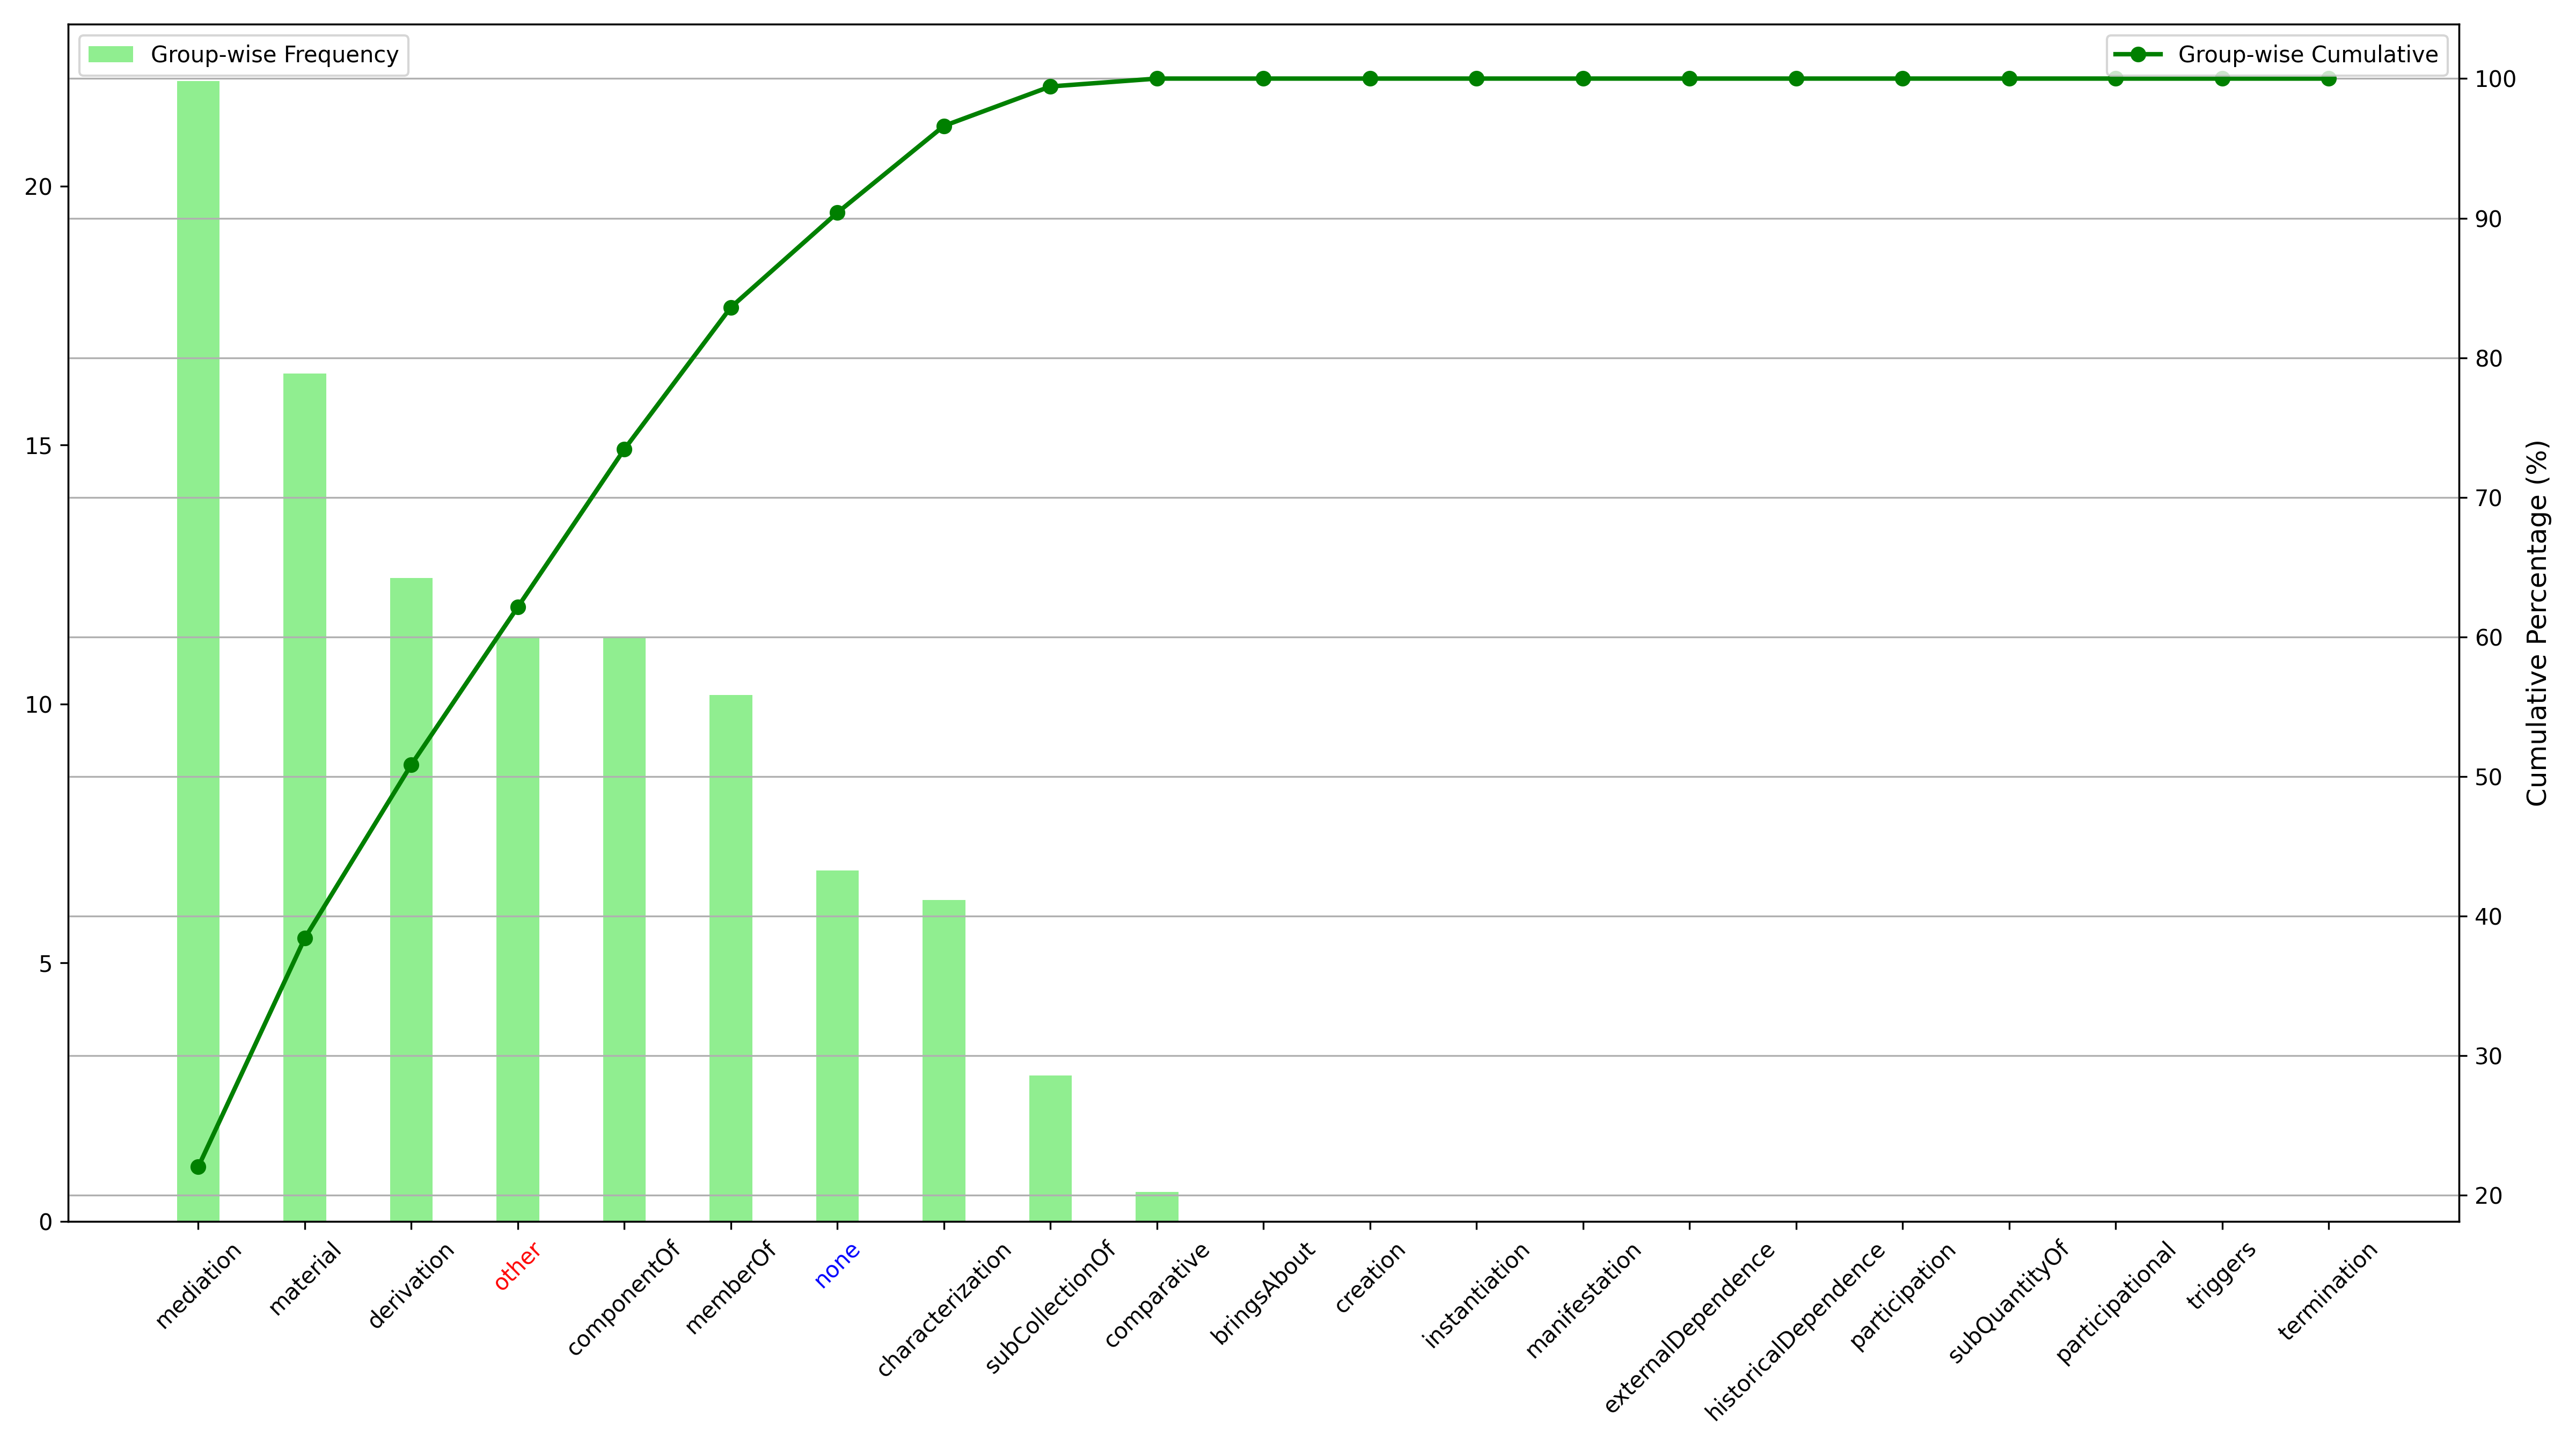 Group-wise Frequency
Group-wise Cumulative
20
15
10
5
0
100
90
80
70
60
50
40
30
20
Cumulative Percentage (%)
mediation
material
derivation
other
componentOf
memberOf
none
characterization
subCollectionOf
comparative
bringsAbout
creation
instantiation
manifestation
externalDependence
historicalDependence
participation
subQuantityOf
participational
triggers
termination